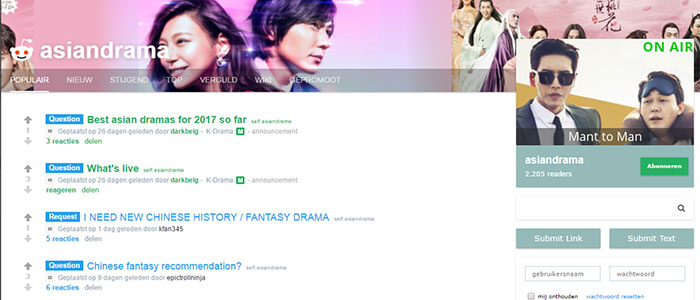 asiandrama
POPULAIR NIEUW STIJGEND TOP VERGULD WIKI GEPROMOOT
Question Best asian dramas for 2017 so far self.asiandrama
1 Geplaatst op 26 dagen geleden door darkbelg - K-Drama M - announcement
3 reacties delen
Question What's live self.asiandrama
3 Geplaatst op 26 dagen geleden door darkbelg - K-Drama M - announcement
reageren delen
Request I NEED NEW CHINESE HISTORY / FANTASY DRAMA self.asiandrama
1 Geplaatst op 1 dag geleden door kfan345
5 reacties delen
Question Chinese fantasy recommendation? self.asiandrama
3 Geplaatst op 9 dagen geleden door epictrollninja
6 reacties delen
ON AIR
Mant to Man
asiandrama
2.205 readers
Abonneren
Submit Link Submit Text
gebruikersnaam wachtwoord
mij onthouden wachtwoord resetten